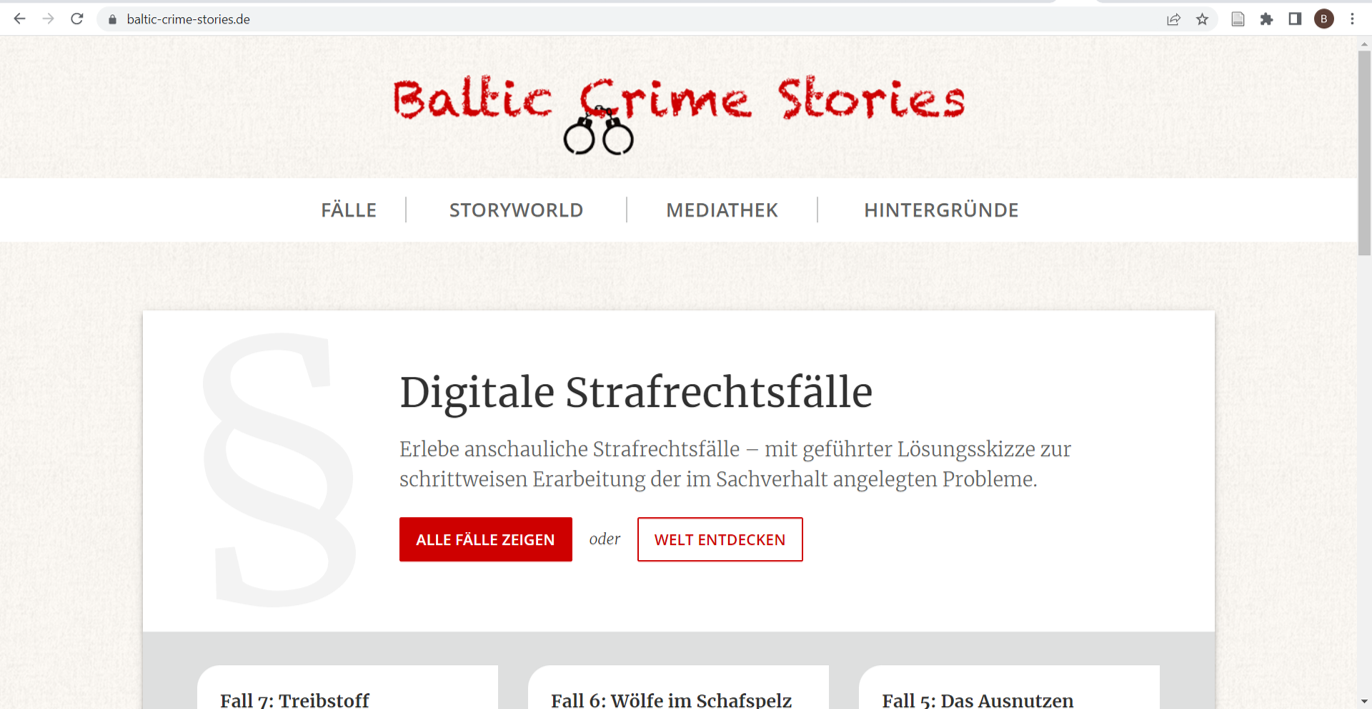 baltic-crime-stories.de
B
Baltic Crime Stories
FÄLLE
STORYWORLD
MEDIATHEK
HINTERGRÜNDE
§
Digitale Strafrechtsfälle
Erlebe anschauliche Strafrechtsfälle – mit geführter Lösungsskizze zur
schrittweisen Erarbeitung der im Sachverhalt angelegten Probleme.
ALLE FÄLLE ZEIGEN
oder
WELT ENTDECKEN
Fall 7: Treibstoff
Fall 6: Wölfe im Schafspelz
Fall 5: Das Ausnutzen